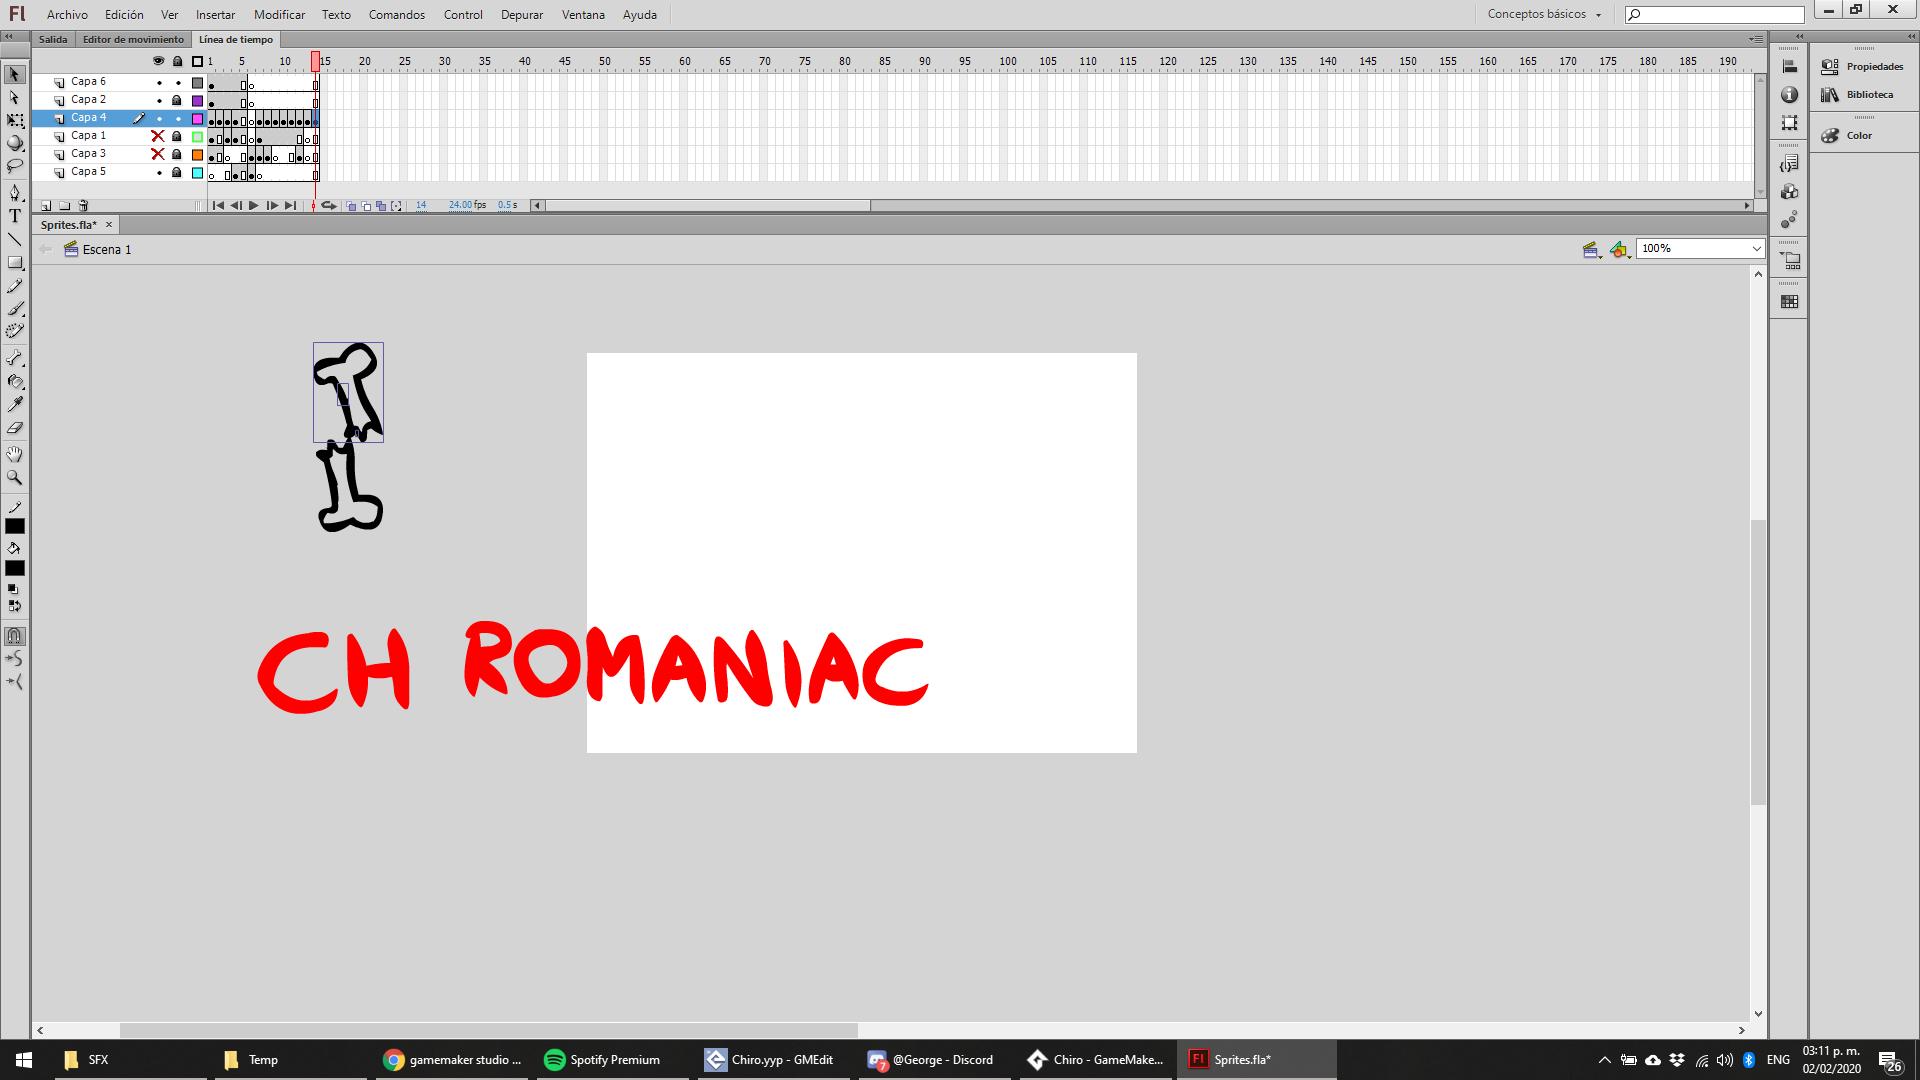 Fl Archivo Edición Ver Insertar Modificar Texto Comandos Control Depurar Ventana Ayuda Conceptos básicos
Salida Editor de movimiento Línea de tiempo
1 5 10 15 20 25 30 35 40 45 50 55 60 65 70 75 80 85 90 95 100 105 110 115 120 125 130 135 140 145 150 155 160 165 170 175 180 185 190
Capa 6
Capa 2
Capa 4
Capa 1
Capa 3
Capa 5
14 24.00 fps 0.5 s
Propiedades
Biblioteca
Color
Sprites.fla*
Escena 1 100%
CH ROMANIAC
SFX Temp gamemaker studio ... Spotify Premium Chiro.yyp - GMEdit 7 @George - Discord Chiro - GameMake... Fl Sprites.fla* ENG 03:11 p. m. 26
02/02/2020